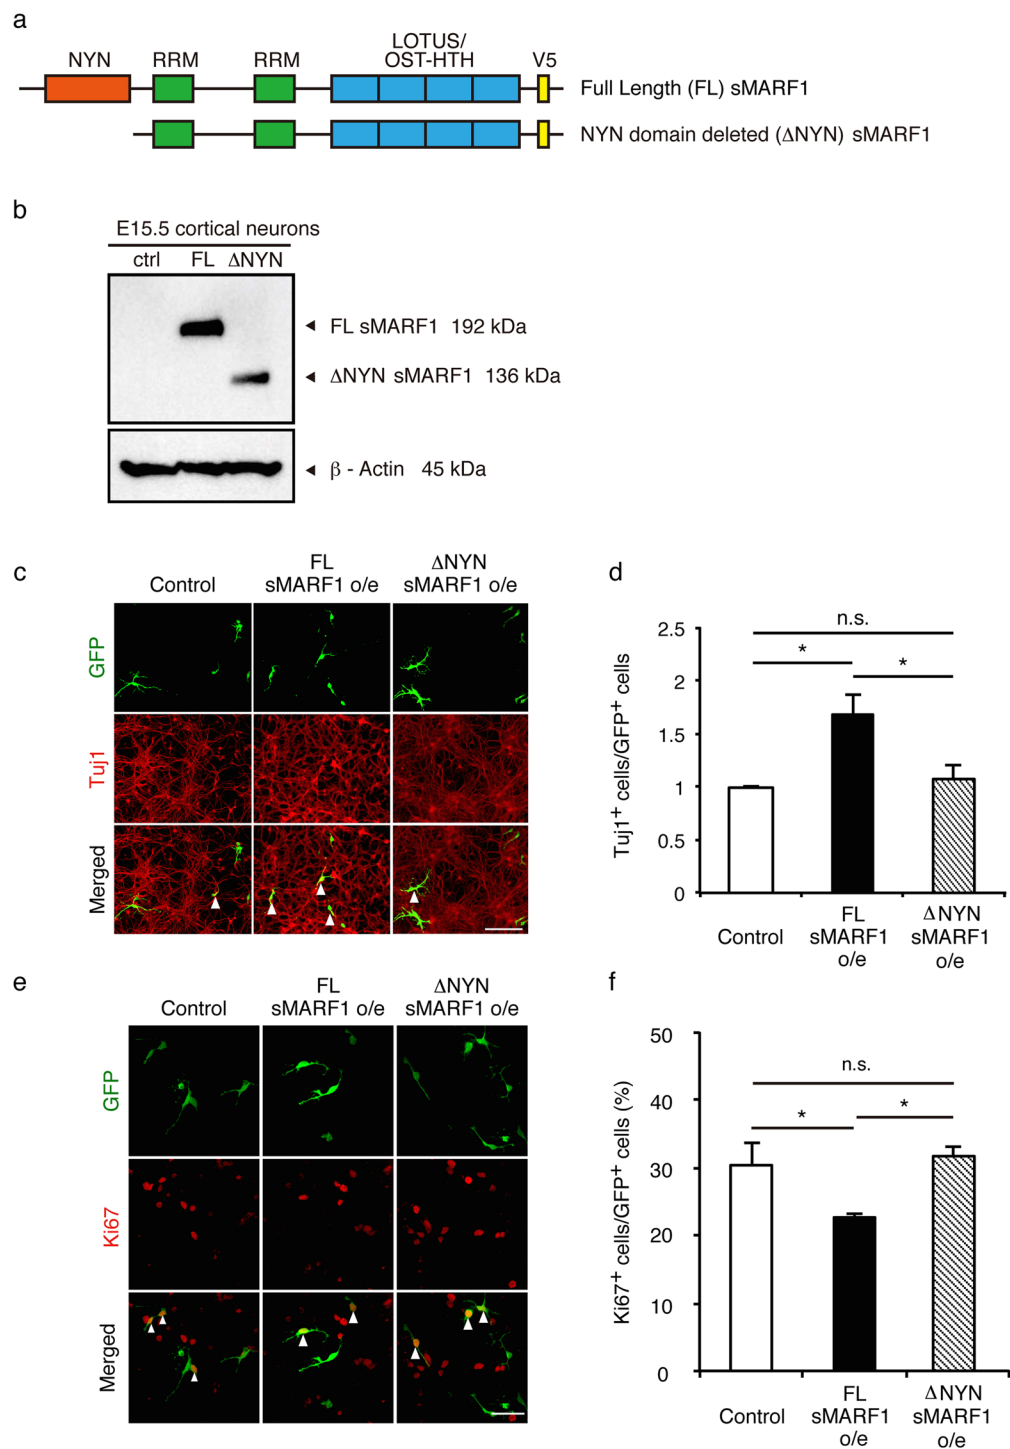 a
NYN RRM RRM LOTUS/
OST-HTH V5
Full Length (FL) sMARF1
NYN domain deleted (ΔNYN) sMARF1
b
E15.5 cortical neurons
ctrl FL ΔNYN
FL sMARF1 192 kDa
ΔNYN sMARF1 136 kDa
β - Actin 45 kDa
c
Control
FL
sMARF1 o/e
ΔNYN
sMARF1 o/e
GFP
Tuj1
Merged
d
Tuj1+ cells/GFP+ cells
2.5
2
1.5
1
0.5
0
n.s.
*
*
Control
FL
sMARF1
o/e
ΔNYN
sMARF1
o/e
e
Control
FL
sMARF1 o/e
ΔNYN
sMARF1 o/e
GFP
Ki67
Merged
f
Ki67+ cells/GFP+ cells (%)
50
40
30
20
10
0
n.s.
*
*
Control
FL
sMARF1
o/e
ΔNYN
sMARF1
o/e